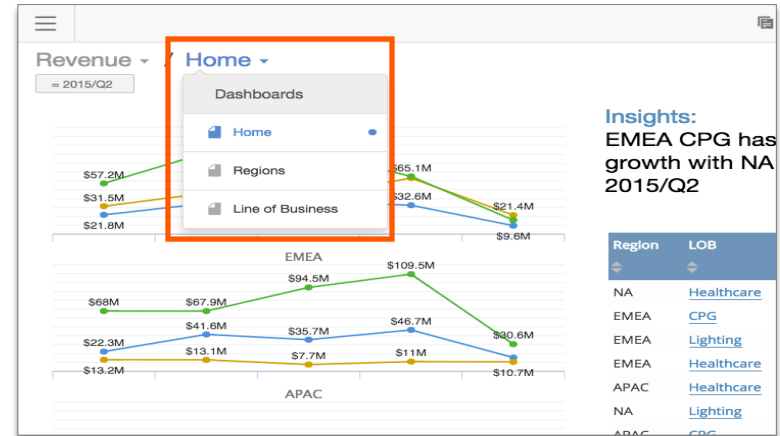 Revenue / Home
= 2015/Q2
Dashboards
Home
Regions
Line of Business
$57.2M
$65.1M
$31.5M
$32.6M
$21.4M
$21.8M
$9.6M
EMEA
$109.5M
$94.5M
$68M
$67.9M
$41.6M
$46.7M
$35.7M
$30.6M
$22.3M
$13.1M
$7.7M
$11M
$13.2M
$10.7M
APAC
Insights:
EMEA CPG has
growth with NA
2015/Q2
Region LOB
NA Healthcare
EMEA CPG
EMEA Lighting
EMEA Healthcare
APAC Healthcare
NA Lighting
APAC CPG